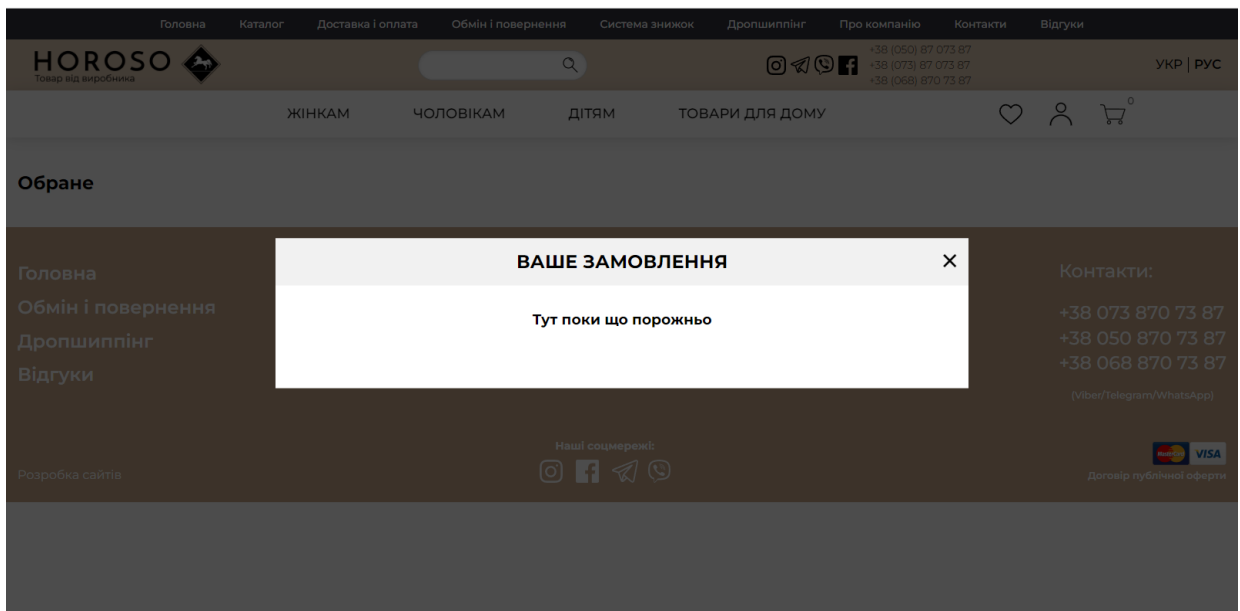 Головна Каталог Доставка і оплата Обмін і повернення Система знижок Дропшиппінг Про компанію Контакти Відгуки
HOROSO
Товар від виробника
+38 (050) 87 073 87
+38 (073) 87 073 87
+38 (068) 870 73 87
УКР | РУС
ЖІНКАМ ЧОЛОВІКАМ ДІТЯМ ТОВАРИ ДЛЯ ДОМУ 0
Обране
ВАШЕ ЗАМОВЛЕННЯ ×
Тут поки що порожньо
Головна
Обмін і повернення
Дропшиппінг
Відгуки
Контакти:
+38 073 870 73 87
+38 050 870 73 87
+38 068 870 73 87
(Viber/Telegram/WhatsApp)
Наші соцмережі:
Розробка сайтів
MasterCard VISA
Договір публічної оферти